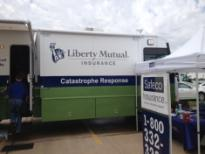 Liberty Mutual
INSURANCE
Catastrophe Response
Safeco
Insurance
1-800
332-